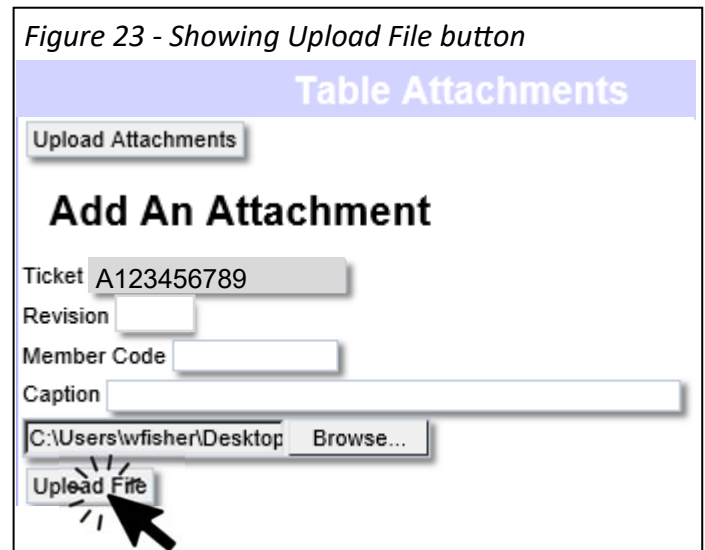 Figure 23 - Showing Upload File button
Table Attachments
Upload Attachments
Add An Attachment
Ticket A123456789
Revision
Member Code
Caption
C:\Users\wfisher\Desktop Browse...
Upload File